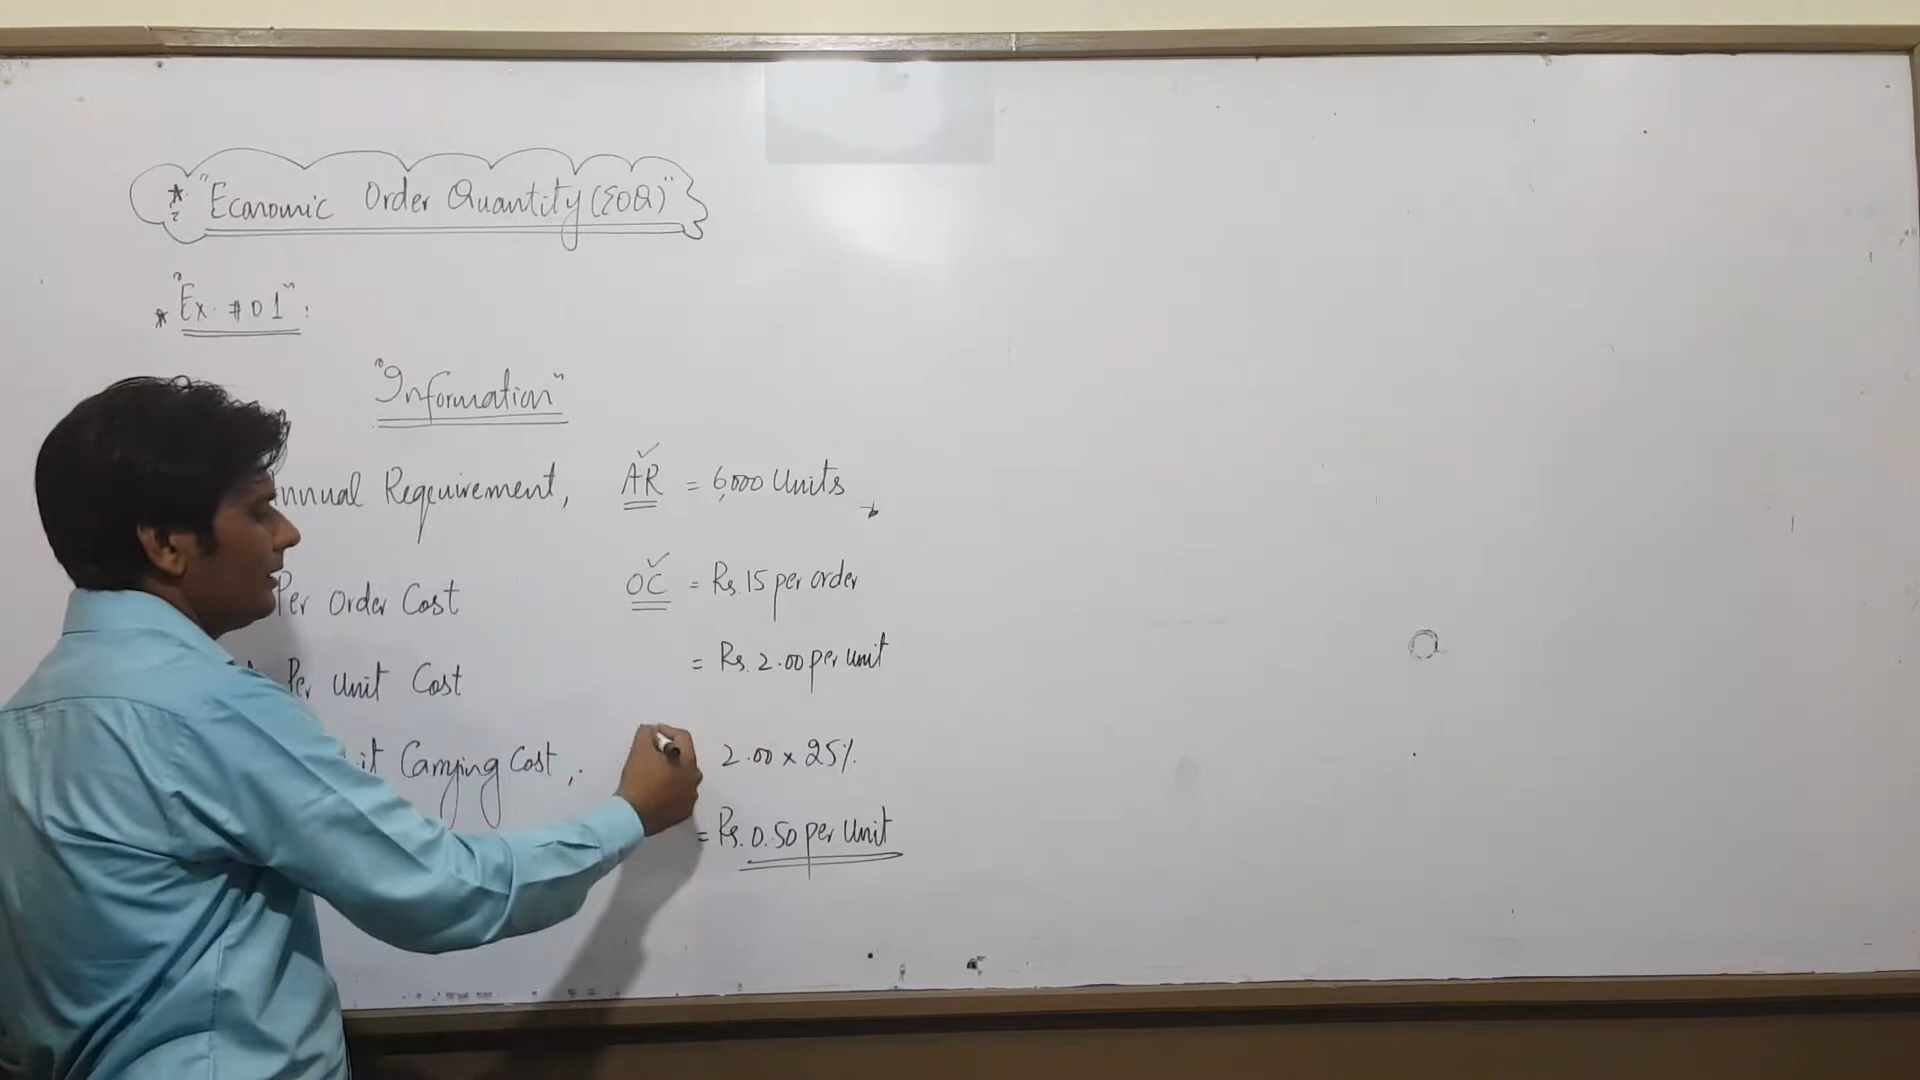 * "Economic Order Quantity (EOQ)"
* "Ex. #01":
"Information"
nnual Requirement, AR = 6,000 Units
Per Order Cost OC = Rs. 15 per order
Per Unit Cost = Rs. 2.00 per unit
it Carrying Cost, 2.00 x 25%
= Rs. 0.50 per Unit